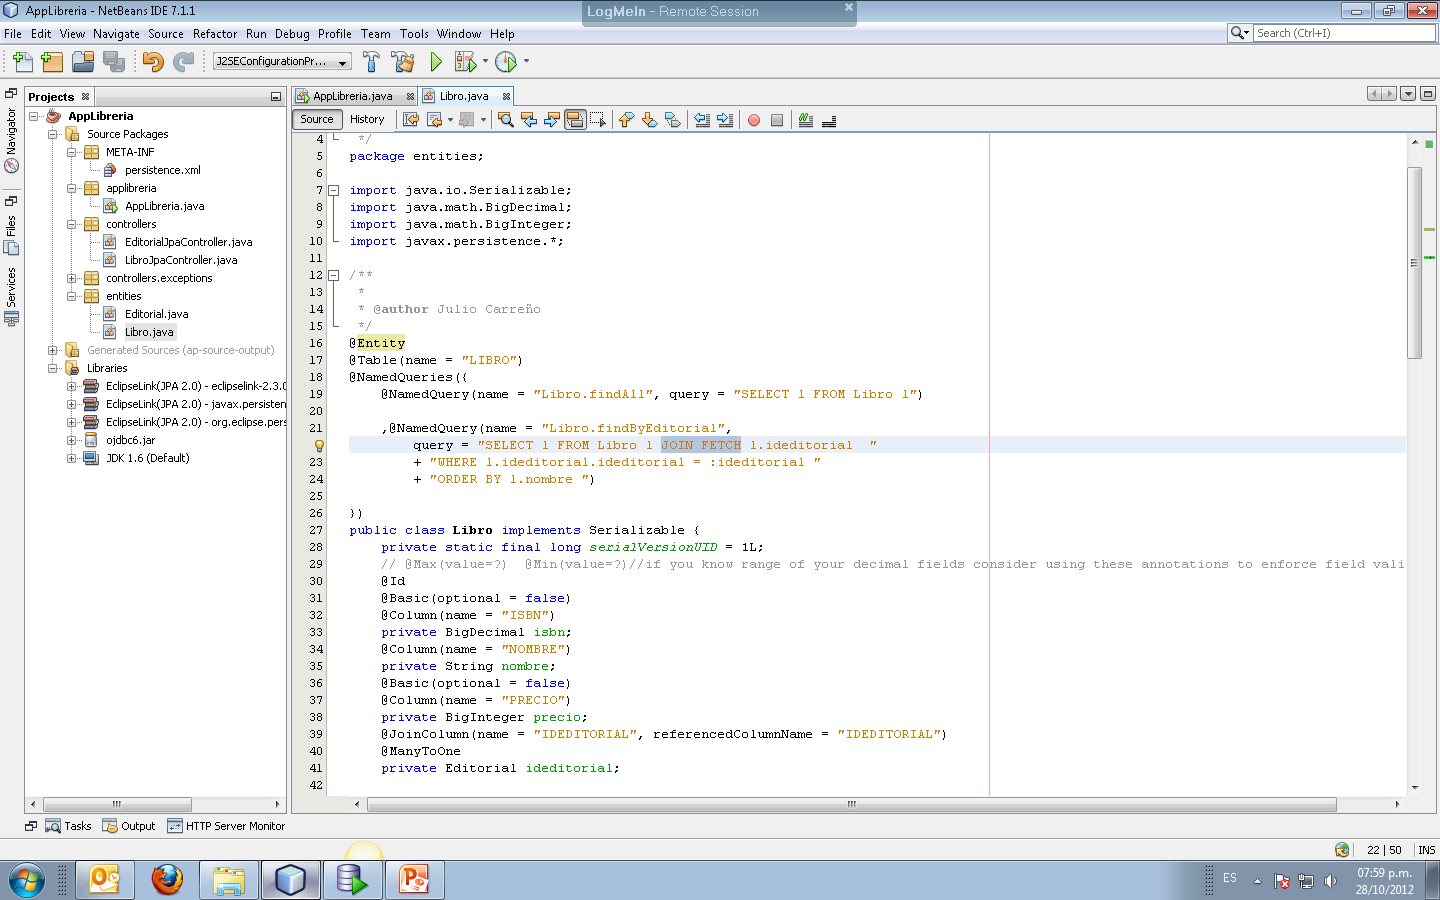 AppLibreria - NetBeans IDE 7.1.1
LogMeIn - Remote Session
File Edit View Navigate Source Refactor Run Debug Profile Team Tools Window Help
Search (Ctrl+I)
J2SEConfigurationPr...
Projects
AppLibreria.java
Libro.java
Source History
Navigator
Files
Services
AppLibreria
Source Packages
META-INF
persistence.xml
applibreria
AppLibreria.java
controllers
EditorialJpaController.java
LibroJpaController.java
controllers.exceptions
entities
Editorial.java
Libro.java
Generated Sources (ap-source-output)
Libraries
EclipseLink(JPA 2.0) - eclipselink-2.3.0
EclipseLink(JPA 2.0) - javax.persisten
EclipseLink(JPA 2.0) - org.eclipse.pers
ojdbc6.jar
JDK 1.6 (Default)
4 */
5 package entities;
6
7 import java.io.Serializable;
8 import java.math.BigDecimal;
9 import java.math.BigInteger;
10 import javax.persistence.*;
11
12 /**
13 *
14 * @author Julio Carreño
15 */
16 @Entity
17 @Table(name = "LIBRO")
18 @NamedQueries({
19 @NamedQuery(name = "Libro.findAll", query = "SELECT l FROM Libro l")
20
21 ,@NamedQuery(name = "Libro.findByEditorial",
query = "SELECT l FROM Libro l JOIN FETCH l.ideditorial  "
23 + "WHERE l.ideditorial.ideditorial = :ideditorial "
24 + "ORDER BY l.nombre ")
25
26 })
27 public class Libro implements Serializable {
28 private static final long serialVersionUID = 1L;
29 // @Max(value=?)  @Min(value=?)//if you know range of your decimal fields consider using these annotations to enforce field vali
30 @Id
31 @Basic(optional = false)
32 @Column(name = "ISBN")
33 private BigDecimal isbn;
34 @Column(name = "NOMBRE")
35 private String nombre;
36 @Basic(optional = false)
37 @Column(name = "PRECIO")
38 private BigInteger precio;
39 @JoinColumn(name = "IDEDITORIAL", referencedColumnName = "IDEDITORIAL")
40 @ManyToOne
41 private Editorial ideditorial;
42
Tasks Output HTTP Server Monitor
22 | 50 INS
ES
07:59 p.m.
28/10/2012